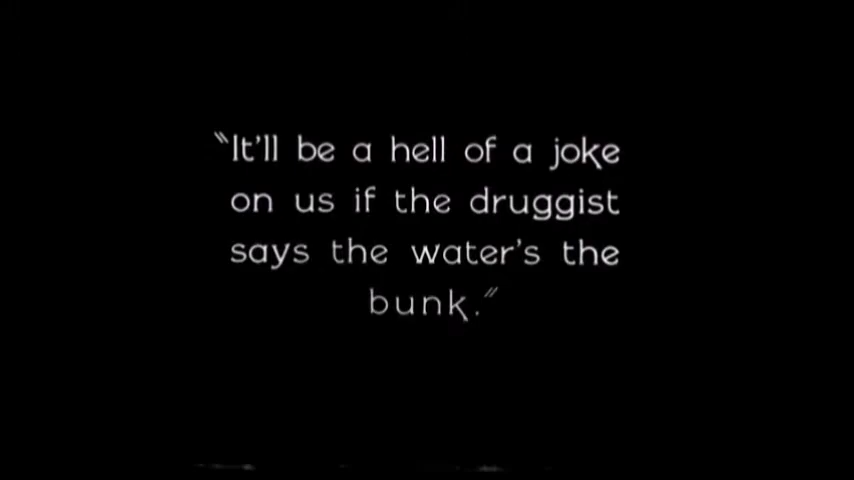 "It'll be a hell of a joke
on us if the druggist
says the water's the
bunk."